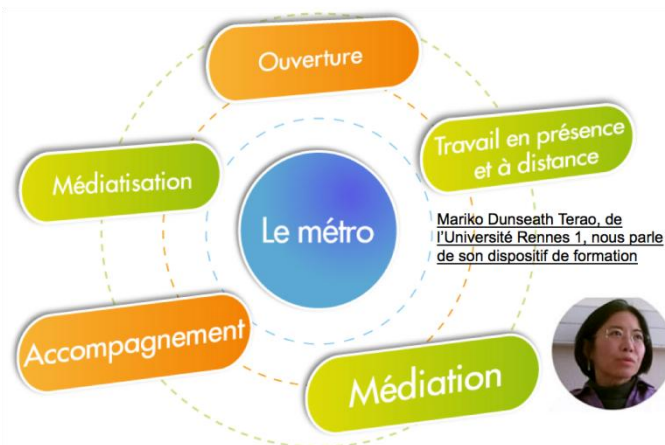 Ouverture
Travail en présence
et à distance
Médiatisation
Le métro
Mariko Dunseath Terao, de
l'Université Rennes 1, nous parle
de son dispositif de formation
Accompagnement
Médiation